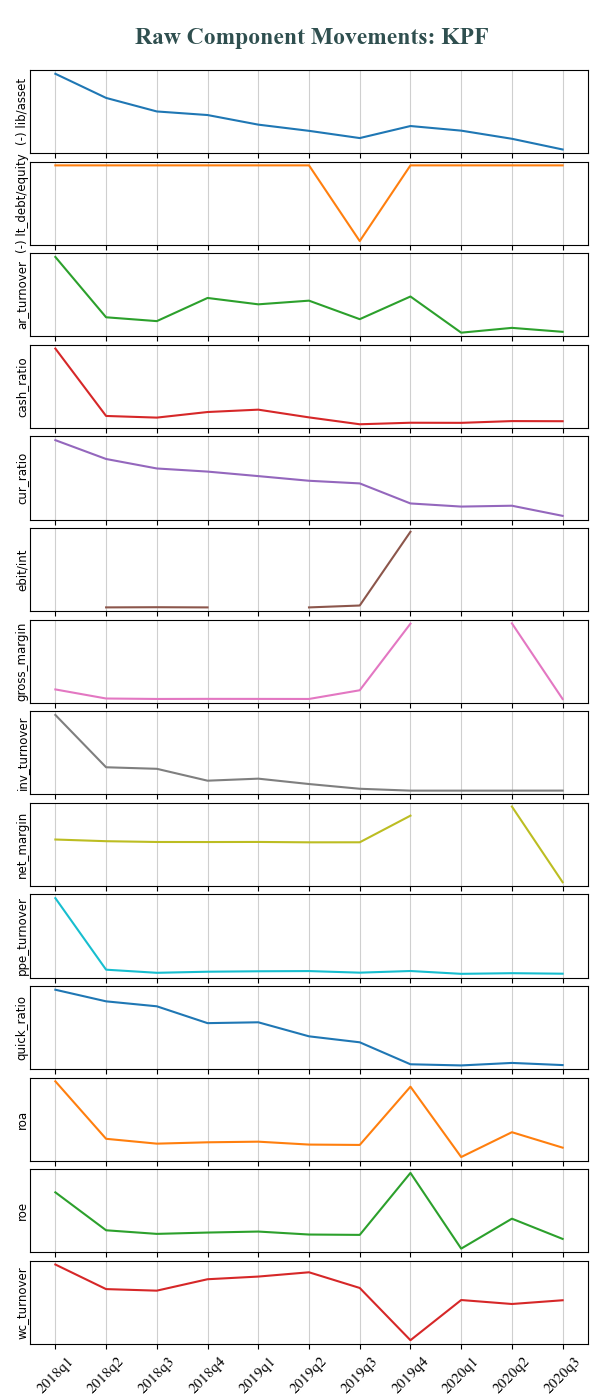 Raw Component Movements: KPF
(-) lib/asset
(-) lt_debt/equity
ar_turnover
cash_ratio
cur_ratio
ebit/int
gross_margin
inv_turnover
net_margin
ppe_turnover
quick_ratio
roa
roe
wc_turnover
2018q1 2018q2 2018q3 2018q4 2019q1 2019q2 2019q3 2019q4 2020q1 2020q2 2020q3